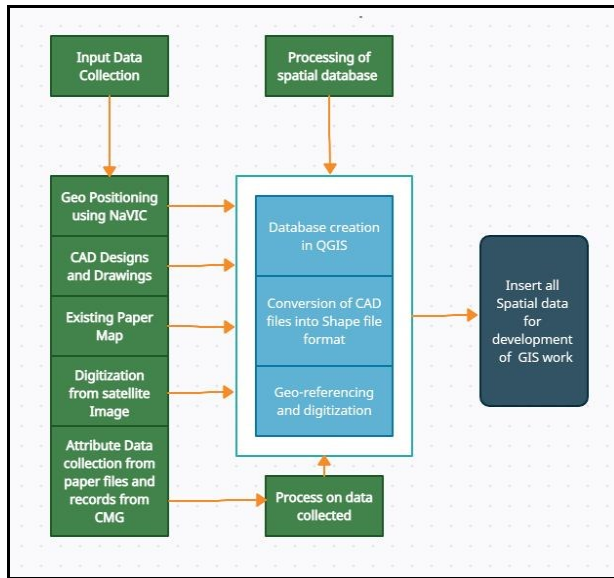 Input Data
Collection
Processing of
spatial database
Geo Positioning
using NaVIC
CAD Designs
and Drawings
Existing Paper
Map
Digitization
from satellite
Image
Attribute Data
collection from
paper files and
records from
CMG
Database creation
in QGIS
Conversion of CAD
files into Shape file
format
Geo-referencing
and digitization
Process on data
collected
Insert all
Spatial data
for
development
of GIS work